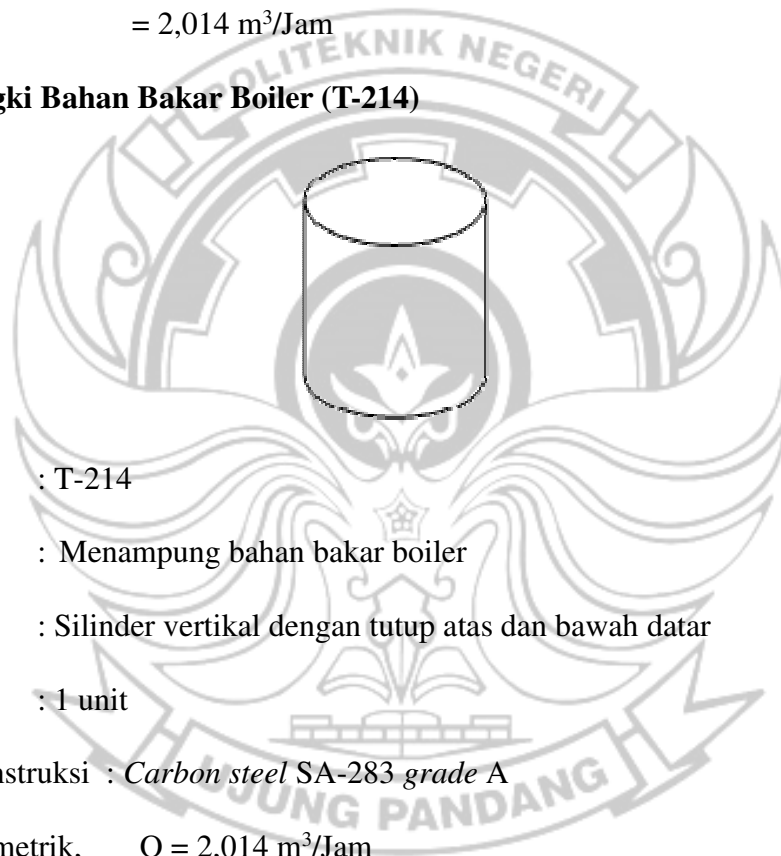 = 2,014 m³/Jam
POLITEKNIK NEGERI
gki Bahan Bakar Boiler (T-214)
: T-214
: Menampung bahan bakar boiler
: Silinder vertikal dengan tutup atas dan bawah datar
: 1 unit
nstruksi : Carbon steel SA-283 grade A
UJUNG PANDANG
metrik, Q = 2,014 m³/Jam